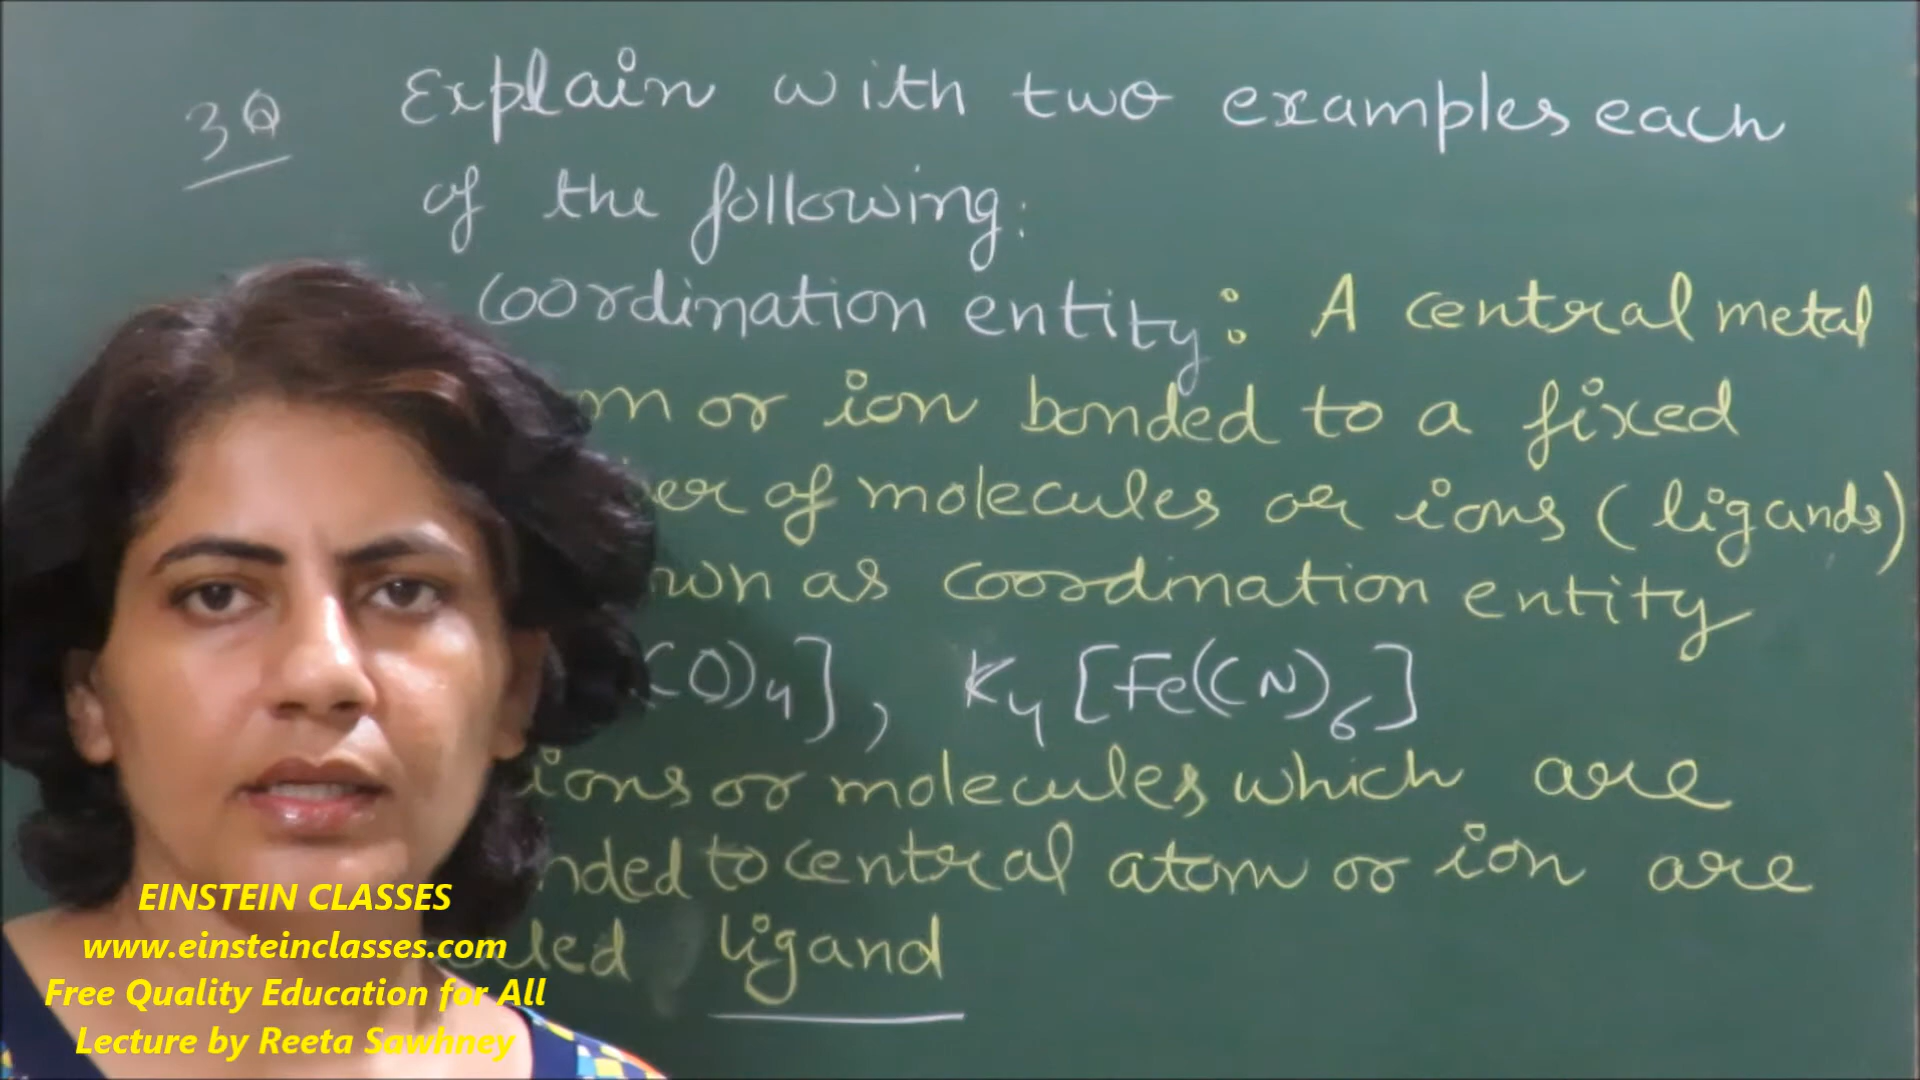 3Q Explain with two examples each
of the following:
Coordination entity: A central metal
or ion bonded to a fixed
of molecules or ions (ligands)
as coordination entity
CO)4], K4[Fe(CN)6]
ions or molecules which are
to central atom or ion are
ligand
EINSTEIN CLASSES
www.einsteinclasses.com
Free Quality Education for All
Lecture by Reeta Sawhney